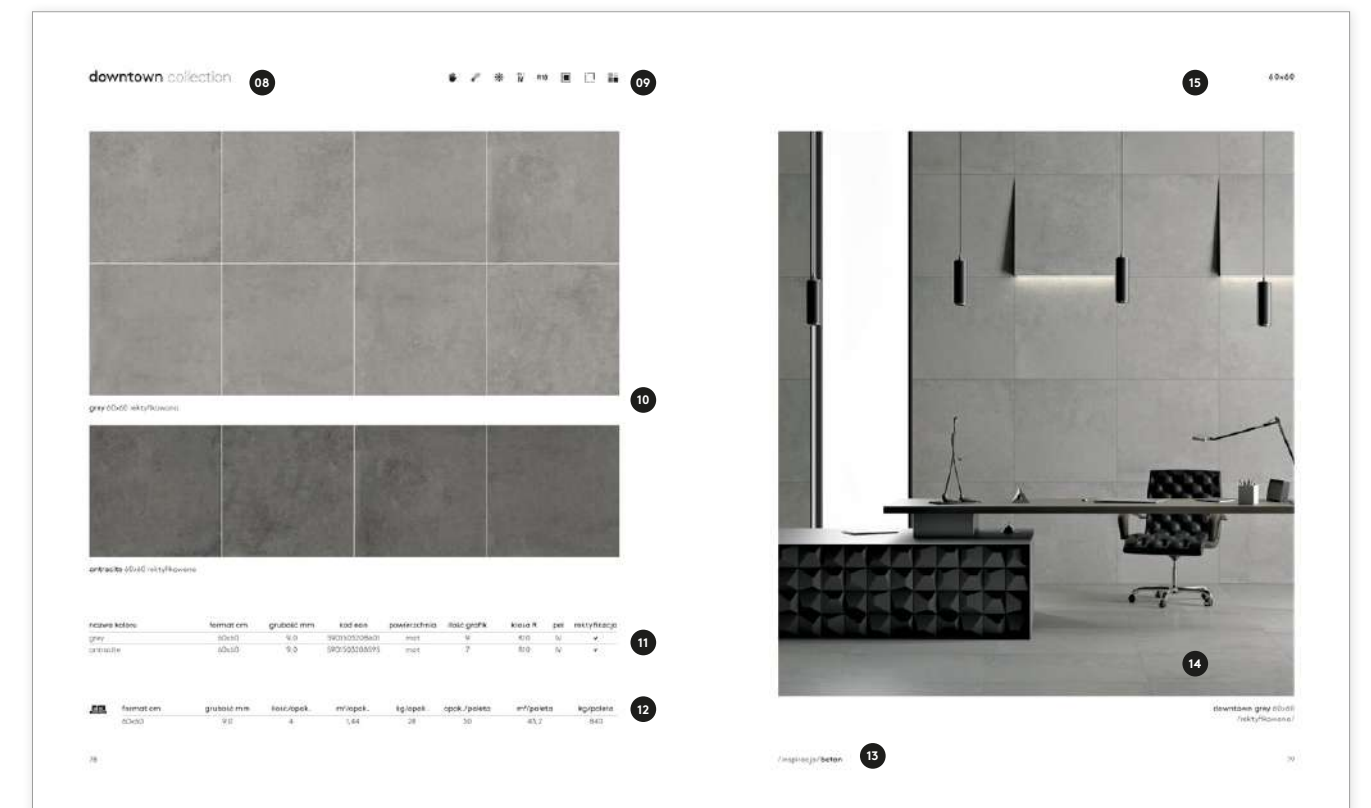 downtown collection
08
R10
09
15
60x60
10
grey 60x60 rektyfikowana
antracite 60x60 rektyfikowana
nazwa koloru format cm grubość mm kod ean powierzchnia ilość grafik klasa R pei rektyfikacja
grey 60x60 9,0 mat 9 R10 IV ✔
antracite 60x60 9,0 mat 7 R10 IV ✔
11
format cm grubość mm ilość/opak. m²/opak. kg/opak. opak./paleta m²/paleta kg/paleta
60x60 9,0 4 1,44 28 30 43,2 840
12
14
downtown grey 60x60
/rektyfikowana/
78
/inspiracja/beton
13
79